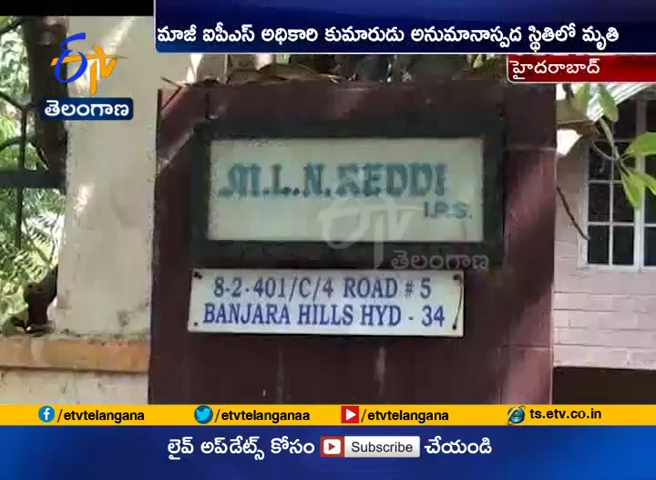 మాజీ ఐపీఎస్ అధికారి కుమారుడు అనుమానాస్పద స్థితిలో మృతి
హైదరాబాద్
etv
తెలంగాణ
M.L.N. REDDI
I.P.S.
etv
తెలంగాణ
8-2-401/C/4 ROAD # 5
BANJARA HILLS HYD - 34
/etvtelangana /etvtelanganaa /etvtelangana ts.etv.co.in
లైవ్ అప్‌డేట్స్ కోసం Subscribe చేయండి